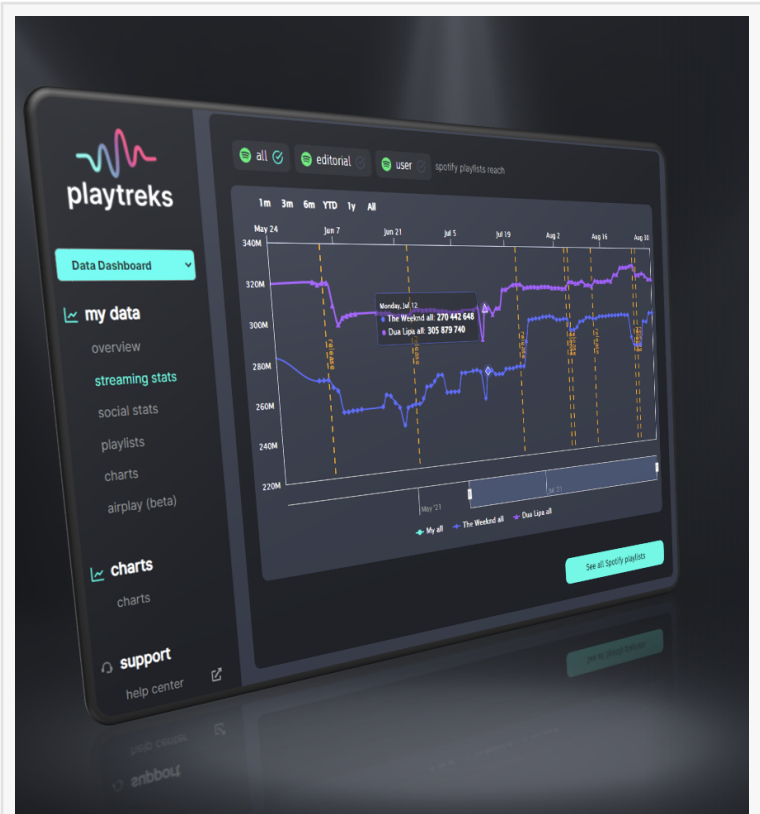 playtreks
Data Dashboard
my data
overview
streaming stats
social stats
playlists
charts
airplay (beta)
charts
charts
support
help center
all
editorial
user
spotify playlists reach
1m 3m 6m YTD 1y All
May 24 Jun 7 Jun 21 Jul 5 Jul 19 Aug 2 Aug 16 Aug 30
340M
320M
300M
280M
260M
240M
220M
Monday, Jul 12
The Weeknd all: 270 442 648
Dua Lipa all: 305 879 740
May '21
Jul '21
My all The Weeknd all Dua Lipa all
See all Spotify playlists